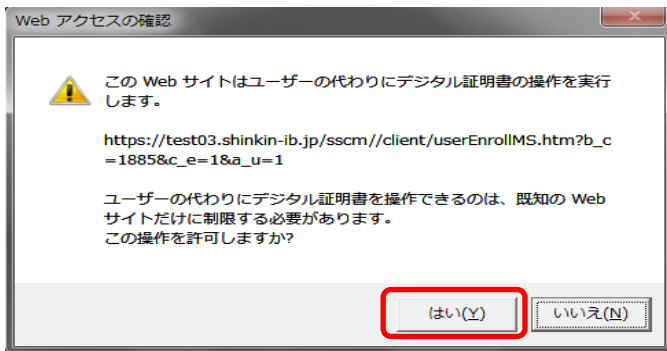 Web アクセスの確認
この Web サイトはユーザーの代わりにデジタル証明書の操作を実行
します。
https://test03.shinkin-ib.jp/sscm//client/userEnrollMS.htm?b_c
=1885&c_e=1&a_u=1
ユーザーの代わりにデジタル証明書を操作できるのは、既知の Web
サイトだけに制限する必要があります。
この操作を許可しますか?
はい(Y) いいえ(N)